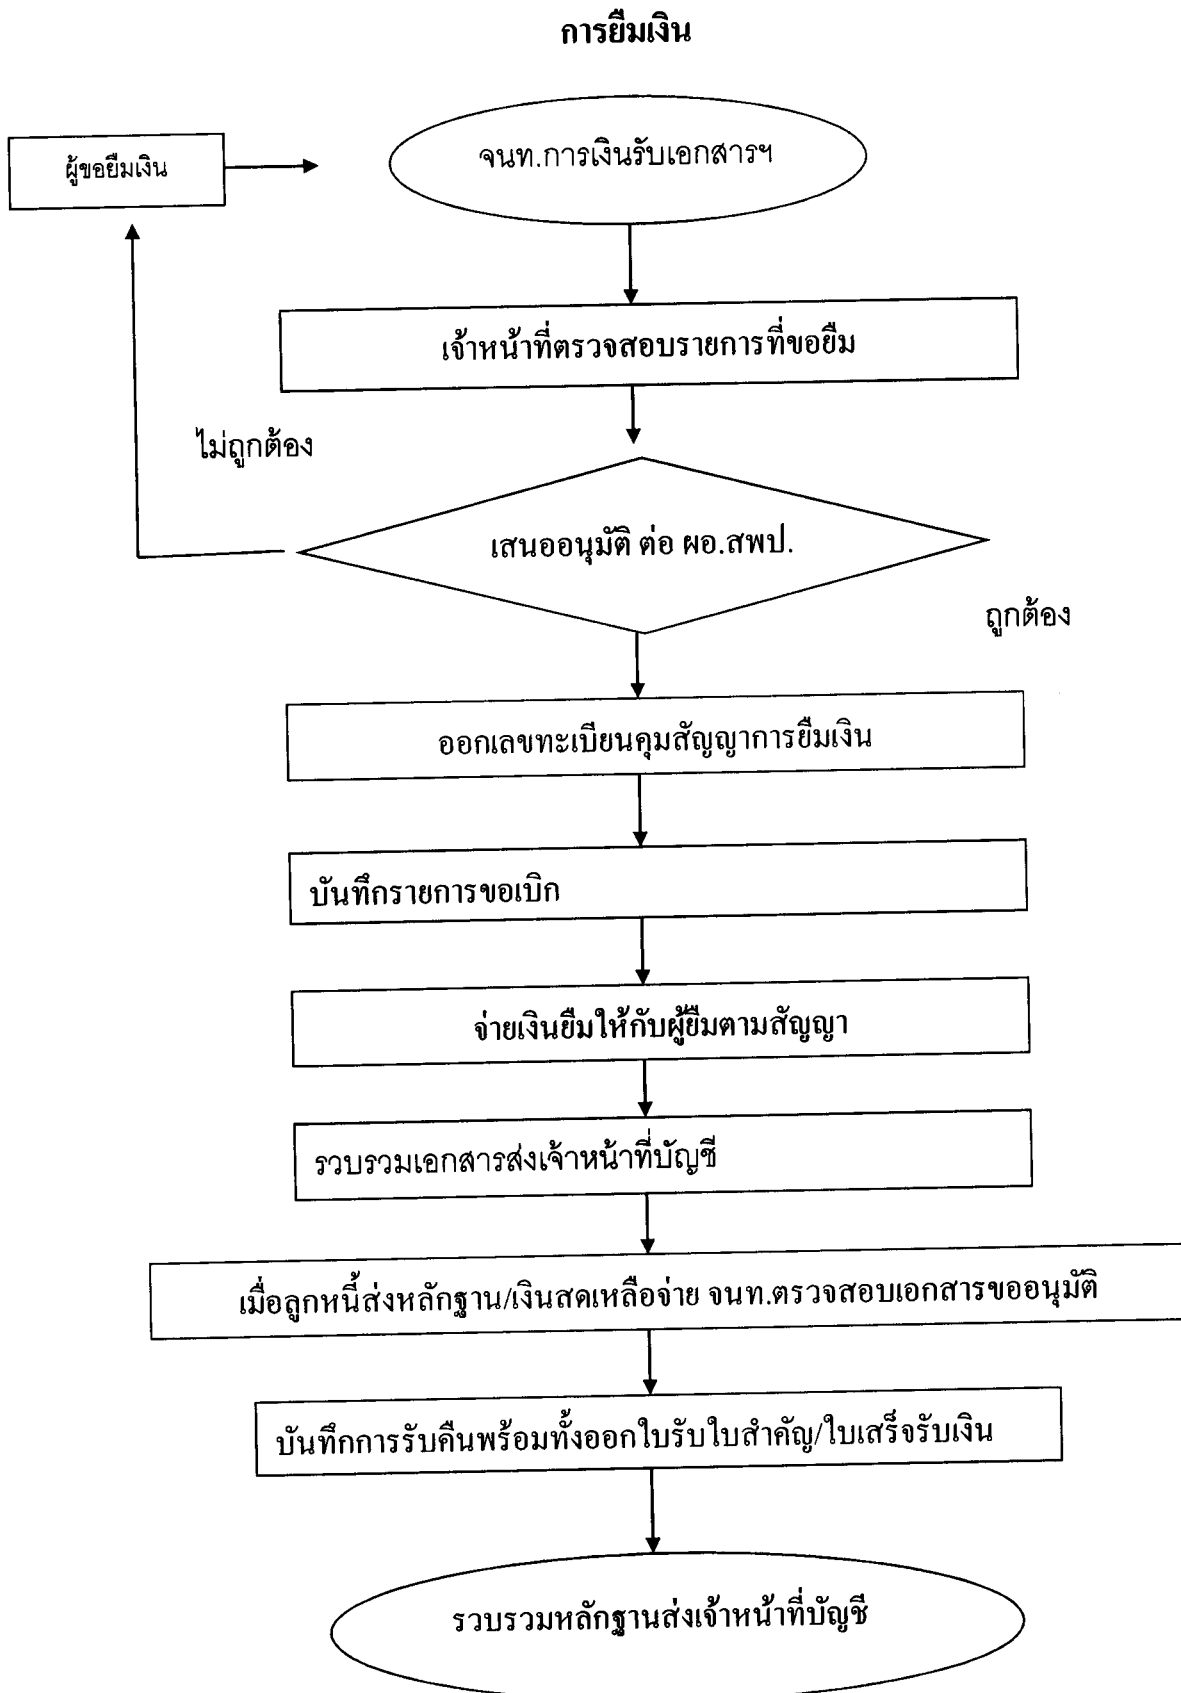 การยืมเงิน
ผู้ขอยืมเงิน
จนท.การเงินรับเอกสารฯ
เจ้าหน้าที่ตรวจสอบรายการที่ขอยืม
ไม่ถูกต้อง
เสนออนุมัติ ต่อ ผอ.สพป.
ถูกต้อง
ออกเลขทะเบียนคุมสัญญาการยืมเงิน
บันทึกรายการขอเบิก
จ่ายเงินยืมให้กับผู้ยืมตามสัญญา
รวบรวมเอกสารส่งเจ้าหน้าที่บัญชี
เมื่อลูกหนี้ส่งหลักฐาน/เงินสดเหลือจ่าย จนท.ตรวจสอบเอกสารขออนุมัติ
บันทึกการรับคืนพร้อมทั้งออกใบรับใบสำคัญ/ใบเสร็จรับเงิน
รวบรวมหลักฐานส่งเจ้าหน้าที่บัญชี